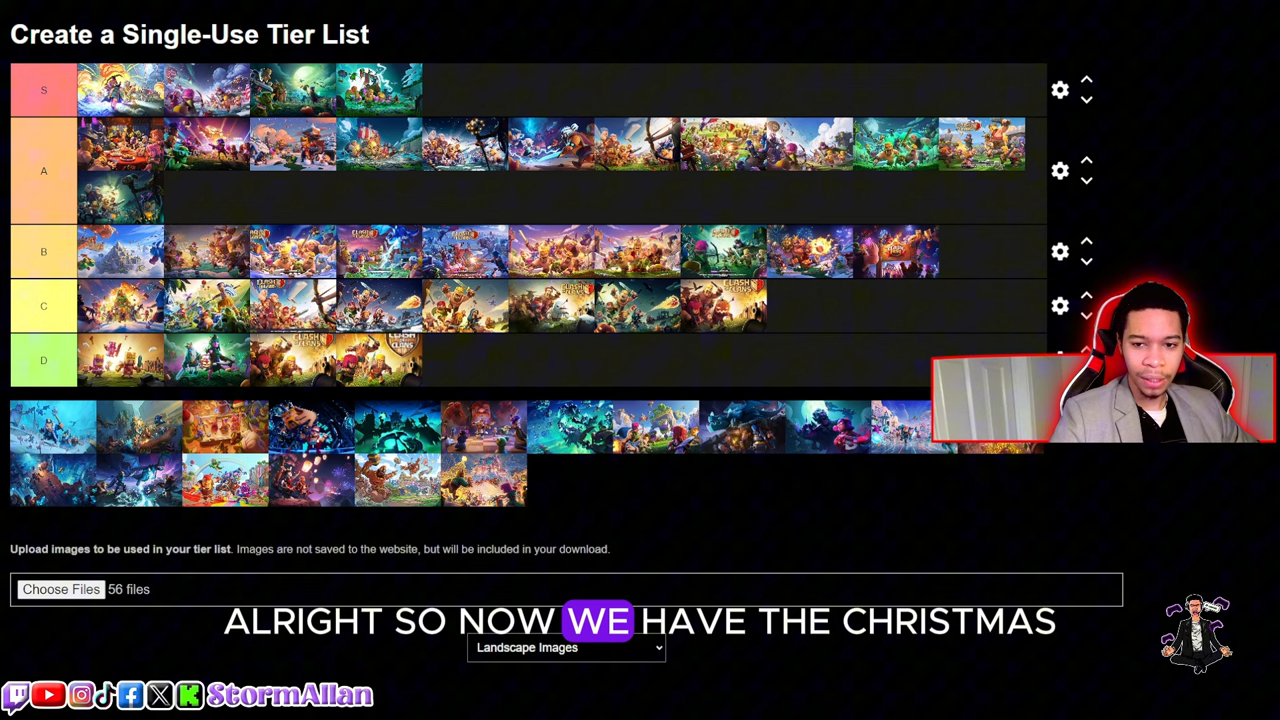 Create a Single-Use Tier List
S
A
B
C
D
Upload images to be used in your tier list. Images are not saved to the website, but will be included in your download.
Choose Files 56 files
ALRIGHT SO NOW WE HAVE THE CHRISTMAS
Landscape Images
StormAllan